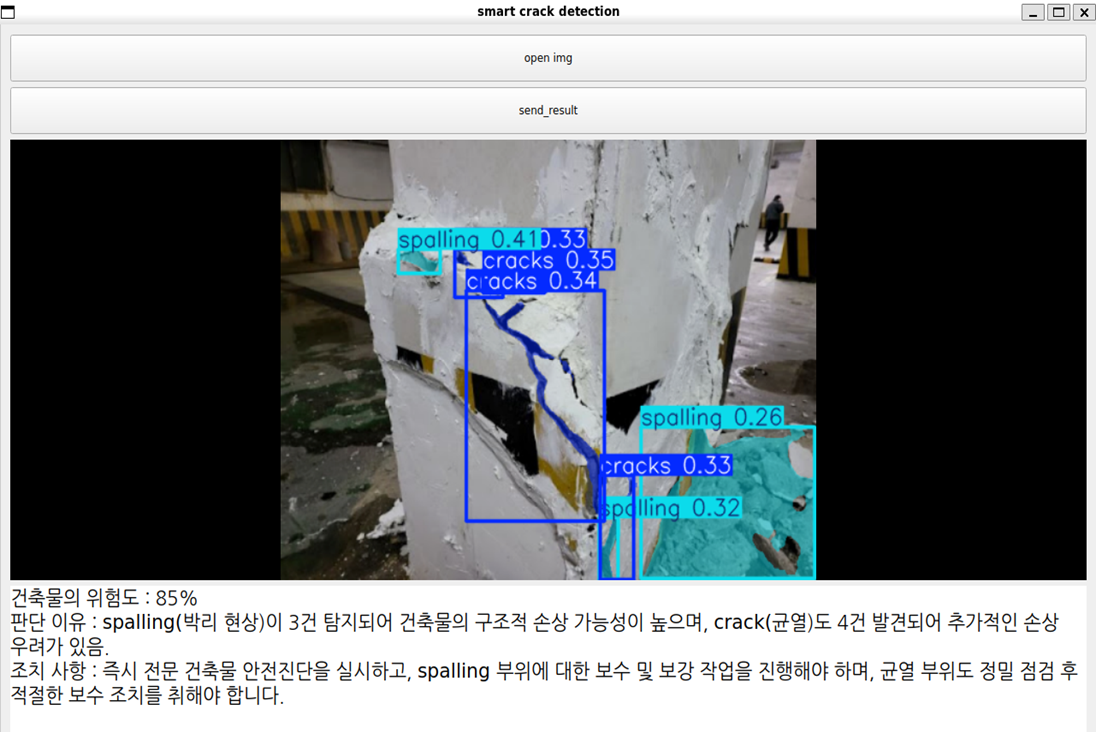 smart crack detection
open img
send_result
spalling 0.41
0.33
cracks 0.35
cracks 0.34
spalling 0.26
cracks 0.33
spalling 0.32
건축물의 위험도 : 85%
판단 이유 : spalling(박리 현상)이 3건 탐지되어 건축물의 구조적 손상 가능성이 높으며, crack(균열)도 4건 발견되어 추가적인 손상
우려가 있음.
조치 사항 : 즉시 전문 건축물 안전진단을 실시하고, spalling 부위에 대한 보수 및 보강 작업을 진행해야 하며, 균열 부위도 정밀 점검 후
적절한 보수 조치를 취해야 합니다.